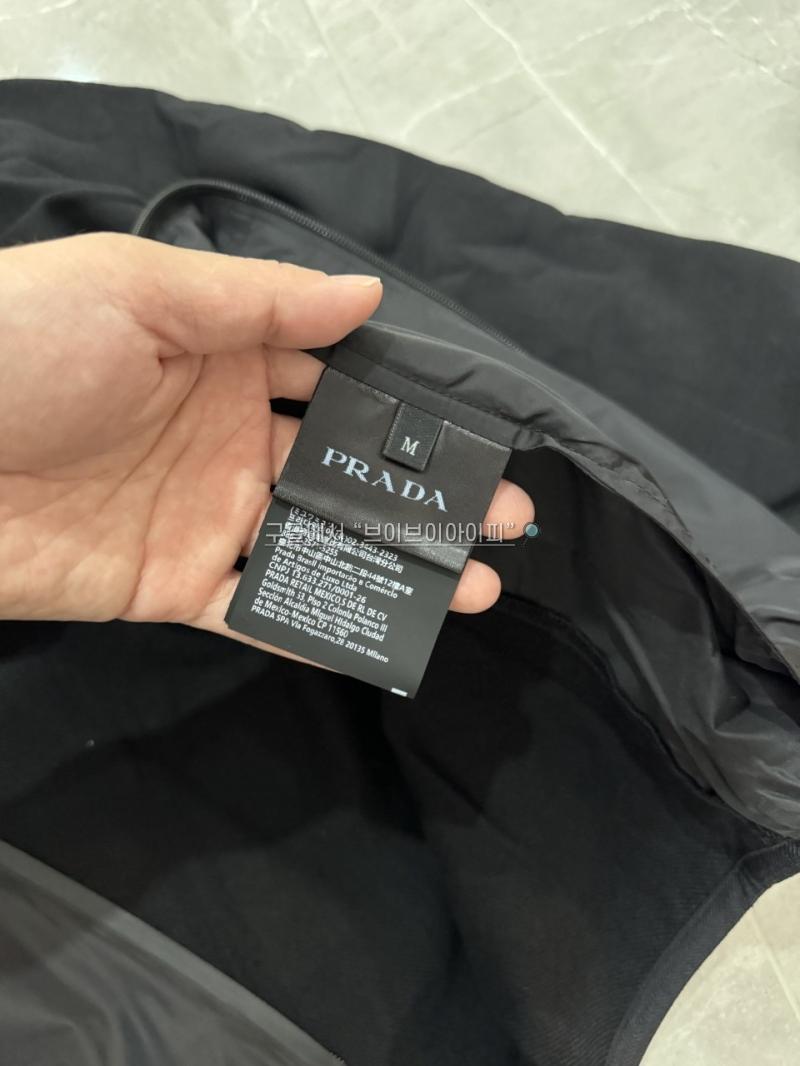 M
PRADA
구글에서 “브이브이아이피”
Prada Brasil Importação e Comércio
de Artigos de Luxo Ltda
CNPJ 13.633.227/0001-26
PRADA RETAIL MEXICO,S DE RL DE CV
Goldsmith 53, Piso 2 Colonia Polanco III
Sección Alcaldía Miguel Hidalgo Ciudad
de Mexico, Mexico CP 11560
PRADA SPA Via Fogazzaro,28 20135 Milano